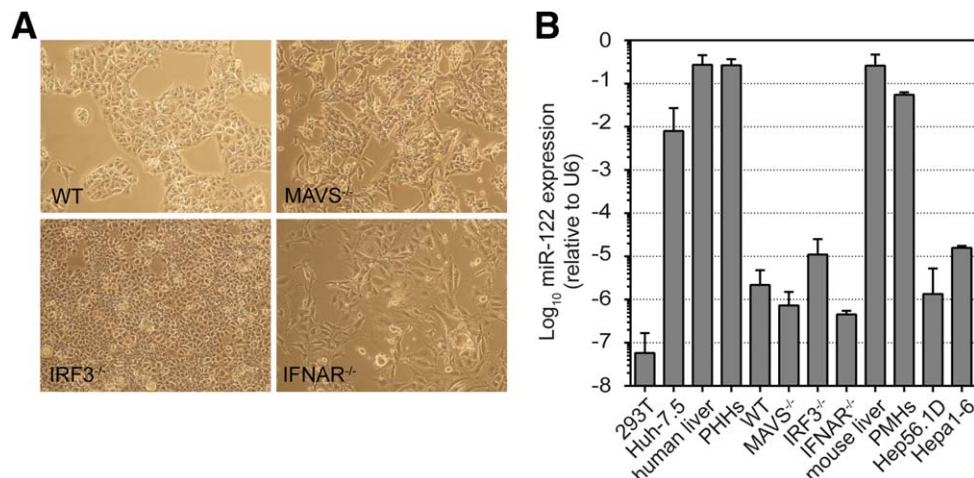 A
WT
MAVS-/-
IRF3-/-
IFNAR-/-
B
Log10 miR-122 expression
(relative to U6)
0
-1
-2
-3
-4
-5
-6
-7
-8
293T
Huh-7.5
human liver
PHHs
WT
MAVS-/-
IRF3-/-
IFNAR-/-
mouse liver
PMHs
Hep56.1D
Hepa1-6